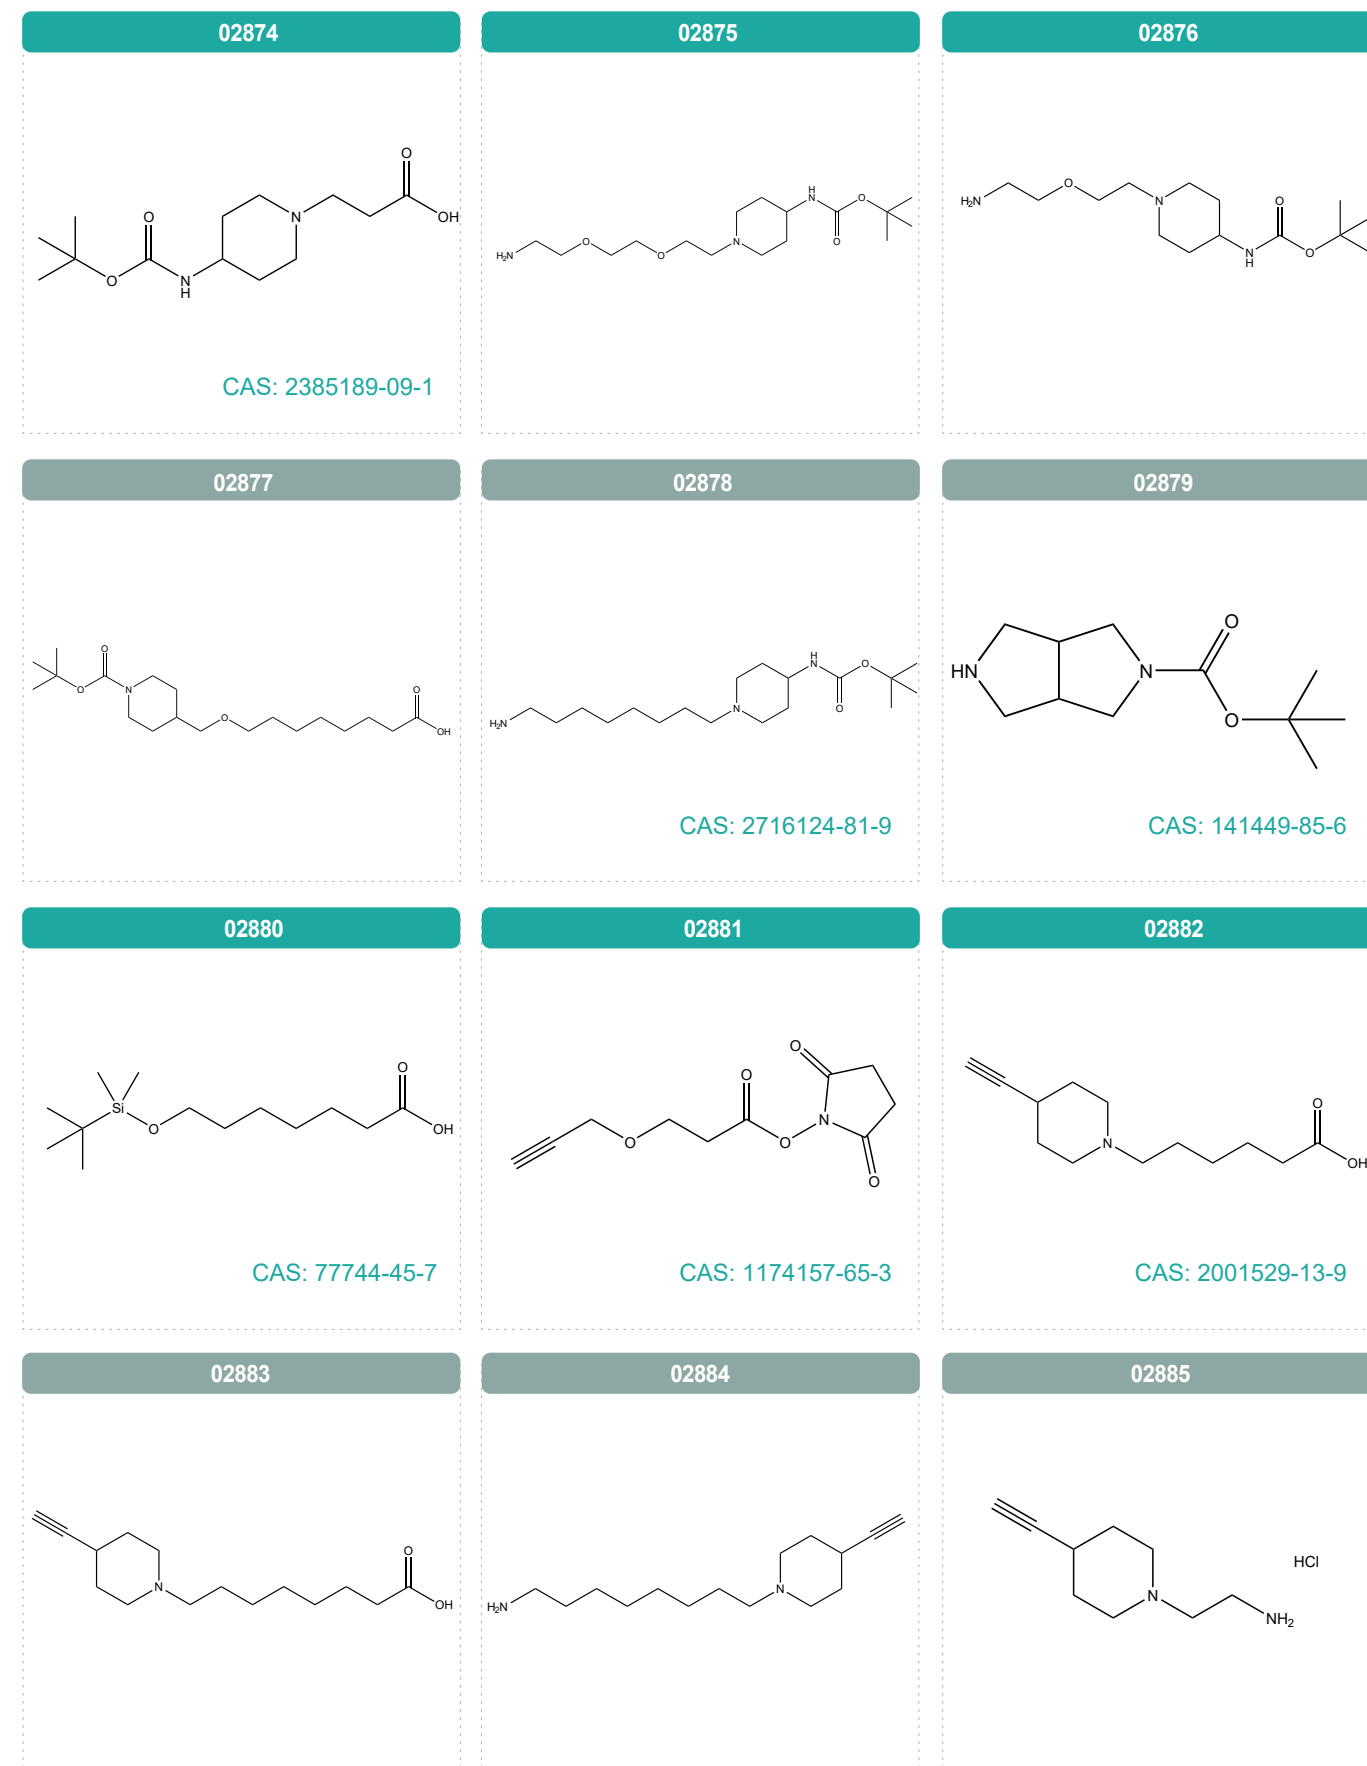 02874
02875
02876
O
O
OH
O
N
H
N
H₂N
O
O
N
H
N
O
O
H₂N
O
N
O
N
H
O
CAS: 2385189-09-1
02877
02878
02879
O
O
N
O
O
OH
H₂N
N
H
N
O
O
HN
N
O
O
CAS: 2716124-81-9
CAS: 141449-85-6
02880
02881
02882
Si
O
O
OH
O
O
O
N
O
O
N
O
OH
CAS: 77744-45-7
CAS: 1174157-65-3
CAS: 2001529-13-9
02883
02884
02885
N
O
OH
H₂N
N
N
NH₂
HCl